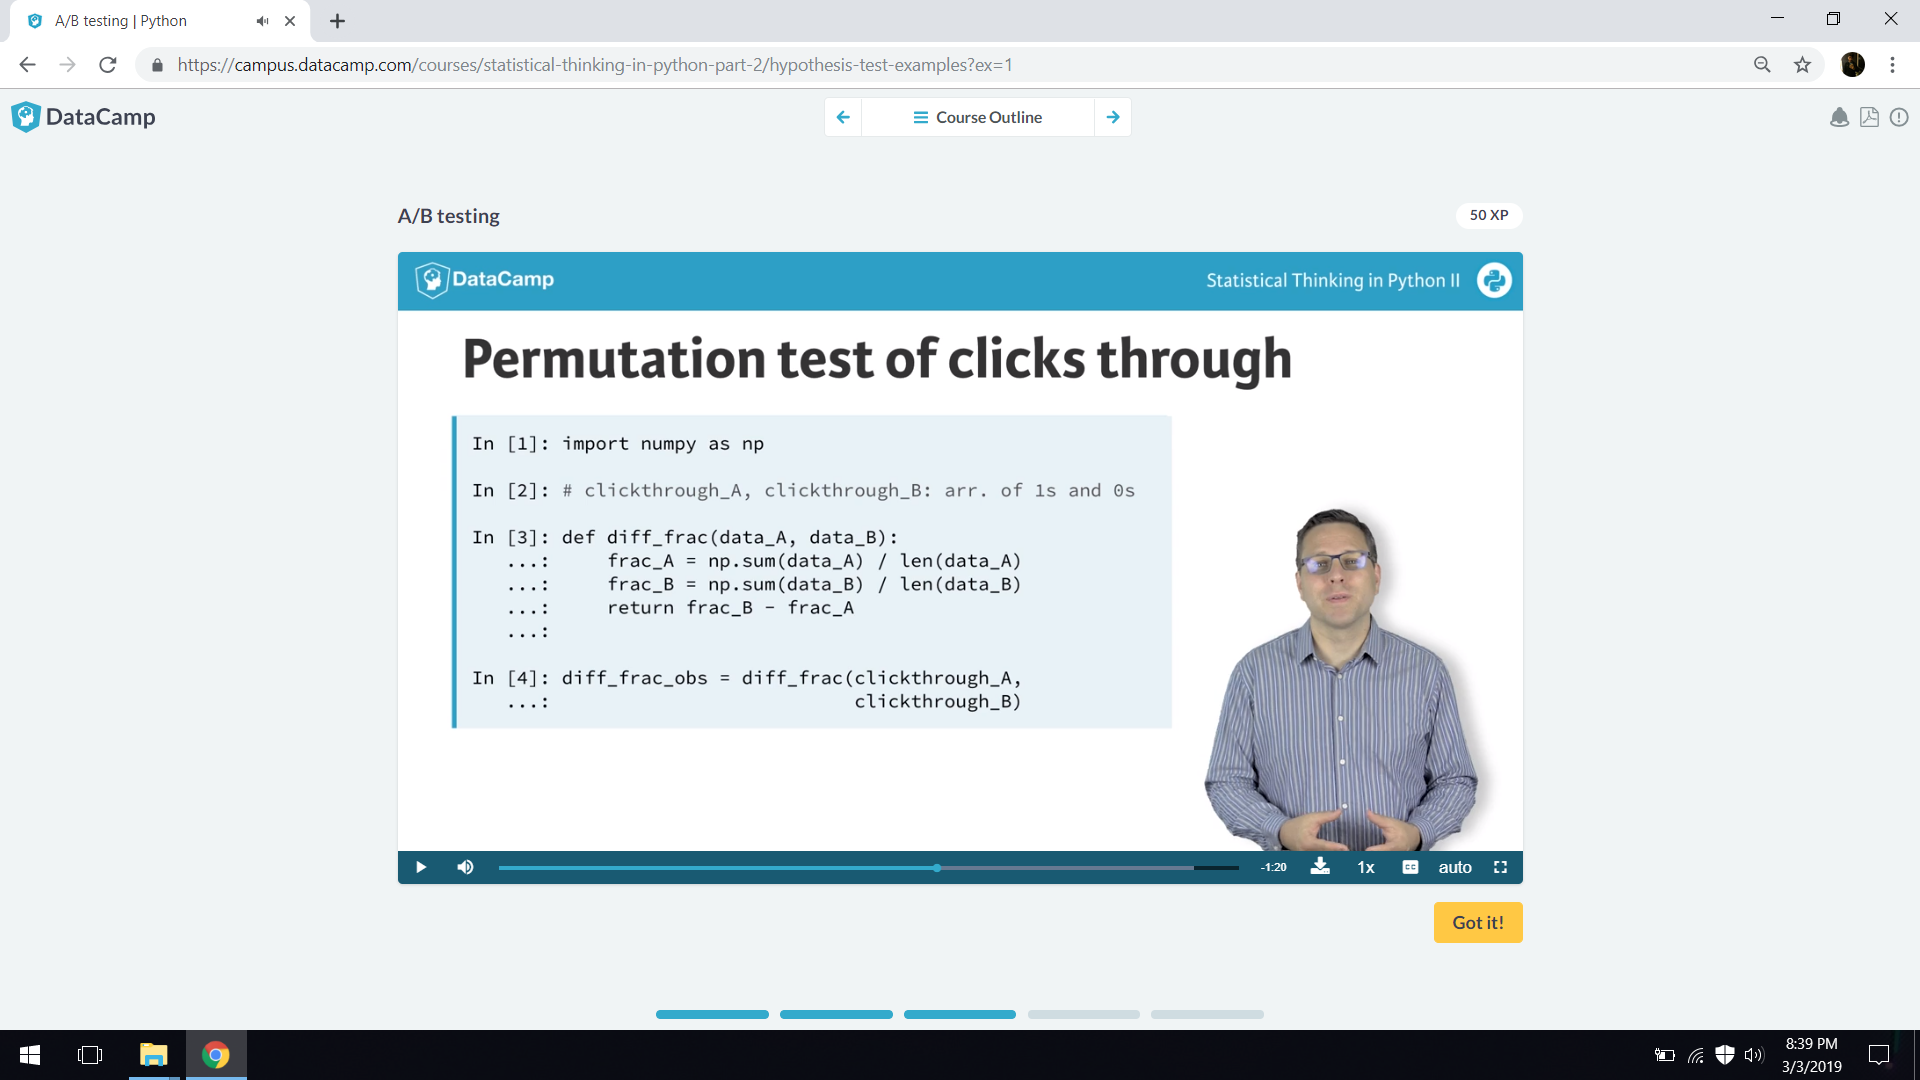 A/B testing | Python
https://campus.datacamp.com/courses/statistical-thinking-in-python-part-2/hypothesis-test-examples?ex=1
DataCamp
Course Outline
A/B testing
50 XP
DataCamp
Statistical Thinking in Python II
Permutation test of clicks through
In [1]: import numpy as np
In [2]: # clickthrough_A, clickthrough_B: arr. of 1s and 0s
In [3]: def diff_frac(data_A, data_B):
...:     frac_A = np.sum(data_A) / len(data_A)
...:     frac_B = np.sum(data_B) / len(data_B)
...:     return frac_B - frac_A
...:
In [4]: diff_frac_obs = diff_frac(clickthrough_A,
...:                           clickthrough_B)
-1:20
1x
CC
auto
Got it!
8:39 PM
3/3/2019